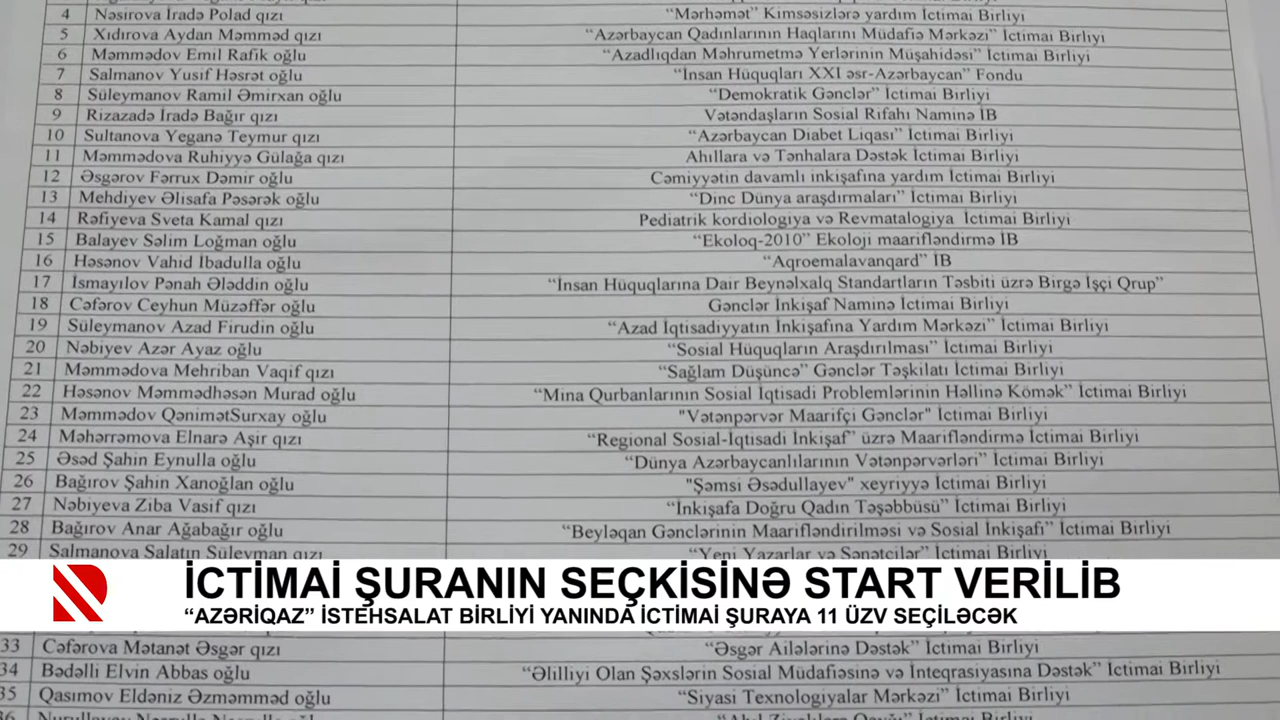 4 Nəsirova İradə Polad qızı “Mərhəmət” Kimsəsizlərə yardım İctimai Birliyi
5 Xıdırova Aydan Məmməd qızı “Azərbaycan Qadınlarının Haqlarını Müdafiə Mərkəzi” İctimai Birliyi
6 Məmmədov Emil Rafik oğlu “Azadlıqdan Məhrumetmə Yerlərinin Müşahidəsi” İctimai Birliyi
7 Salmanov Yusif Həsrət oğlu “İnsan Hüquqları XXI əsr-Azərbaycan” Fondu
8 Süleymanov Ramil Əmirxan oğlu “Demokratik Gənclər” İctimai Birliyi
9 Rizazadə İradə Bağır qızı Vətəndaşların Sosial Rifahı Naminə İB
10 Sultanova Yeganə Teymur qızı “Azərbaycan Diabet Liqası” İctimai Birliyi
11 Məmmədova Ruhiyyə Gülağa qızı Ahıllara və Tənhalara Dəstək İctimai Birliyi
12 Əsgərov Fərrux Dəmir oğlu Cəmiyyətin davamlı inkişafına yardım İctimai Birliyi
13 Mehdiyev Əlisafa Pəsərək oğlu “Dinc Dünya araşdırmaları” İctimai Birliyi
14 Rəfiyeva Sveta Kamal qızı Pediatrik kordiologiya və Revmatalogiya İctimai Birliyi
15 Balayev Səlim Loğman oğlu “Ekoloq-2010” Ekoloji maarifləndirmə İB
16 Həsənov Vahid İbadulla oğlu “Aqroemalavanqard” İB
17 İsmayılov Pənah Ələddin oğlu “İnsan Hüquqlarına Dair Beynəlxalq Standartların Təsbiti üzrə Birgə İşçi Qrup”
18 Cəfərov Ceyhun Müzəffər oğlu Gənclər İnkişaf Naminə İctimai Birliyi
19 Süleymanov Azad Firudin oğlu “Azad İqtisadiyyatın İnkişafına Yardım Mərkəzi” İctimai Birliyi
20 Nəbiyev Azər Ayaz oğlu “Sosial Hüquqların Araşdırılması” İctimai Birliyi
21 Məmmədova Mehriban Vaqif qızı “Sağlam Düşüncə” Gənclər Təşkilatı İctimai Birliyi
22 Həsənov Məmmədhəsən Murad oğlu “Mina Qurbanlarının Sosial İqtisadi Problemlərinin Həllinə Kömək” İctimai Birliyi
23 Məmmədov QənimətSurxay oğlu "Vətənpərvər Maarifçi Gənclər" İctimai Birliyi
24 Məhərrəmova Elnarə Aşir qızı “Regional Sosial-İqtisadi İnkişaf” üzrə Maarifləndirmə İctimai Birliyi
25 Əsəd Şahin Eynulla oğlu “Dünya Azərbaycanlılarının Vətənpərvərləri” İctimai Birliyi
26 Bağırov Şahin Xanoğlan oğlu "Şəmsi Əsədullayev" xeyriyyə İctimai Birliyi
27 Nəbiyeva Ziba Vasif qızı “İnkişafa Doğru Qadın Təşəbbüsü” İctimai Birliyi
28 Bağırov Anar Ağabağır oğlu “Beyləqan Gənclərinin Maarifləndirilməsi və Sosial İnkişafı” İctimai Birliyi
29 Salmanova Salatın Süleyman qızı “Yeni Yazarlar və Sənətçilər” İctimai Birliyi
İCTİMAİ ŞURANIN SEÇKİSİNƏ START VERİLİB
“AZƏRİQAZ” İSTEHSALAT BİRLİYİ YANINDA İCTİMAİ ŞURAYA 11 ÜZV SEÇİLƏCƏK
33 Cəfərova Mətanət Əsgər qızı “Əsgər Ailələrinə Dəstək” İctimai Birliyi
34 Bədəlli Elvin Abbas oğlu “Əlilliyi Olan Şəxslərin Sosial Müdafiəsinə və İnteqrasiyasına Dəstək” İctimai Birliyi
35 Qasımov Eldəniz Əzməmməd oğlu “Siyasi Texnologiyalar Mərkəzi” İctimai Birliyi